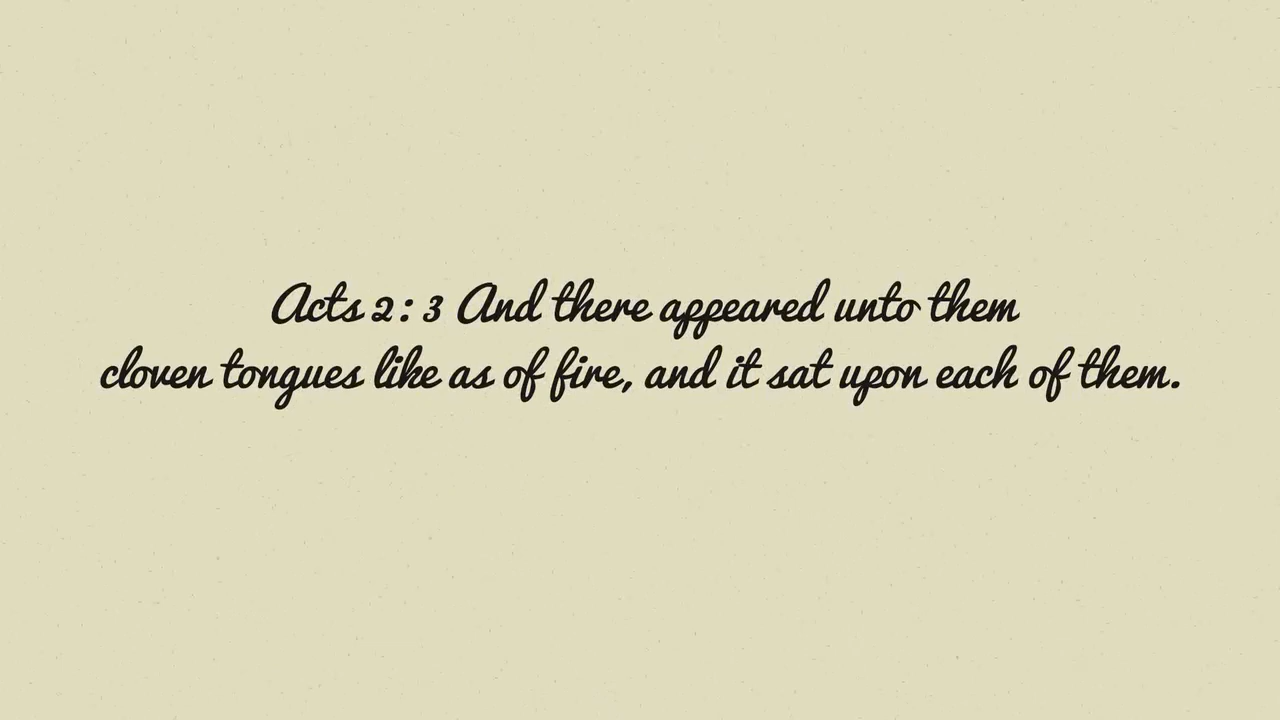 Acts 2: 3 And there appeared unto them
cloven tongues like as of fire, and it sat upon each of them.